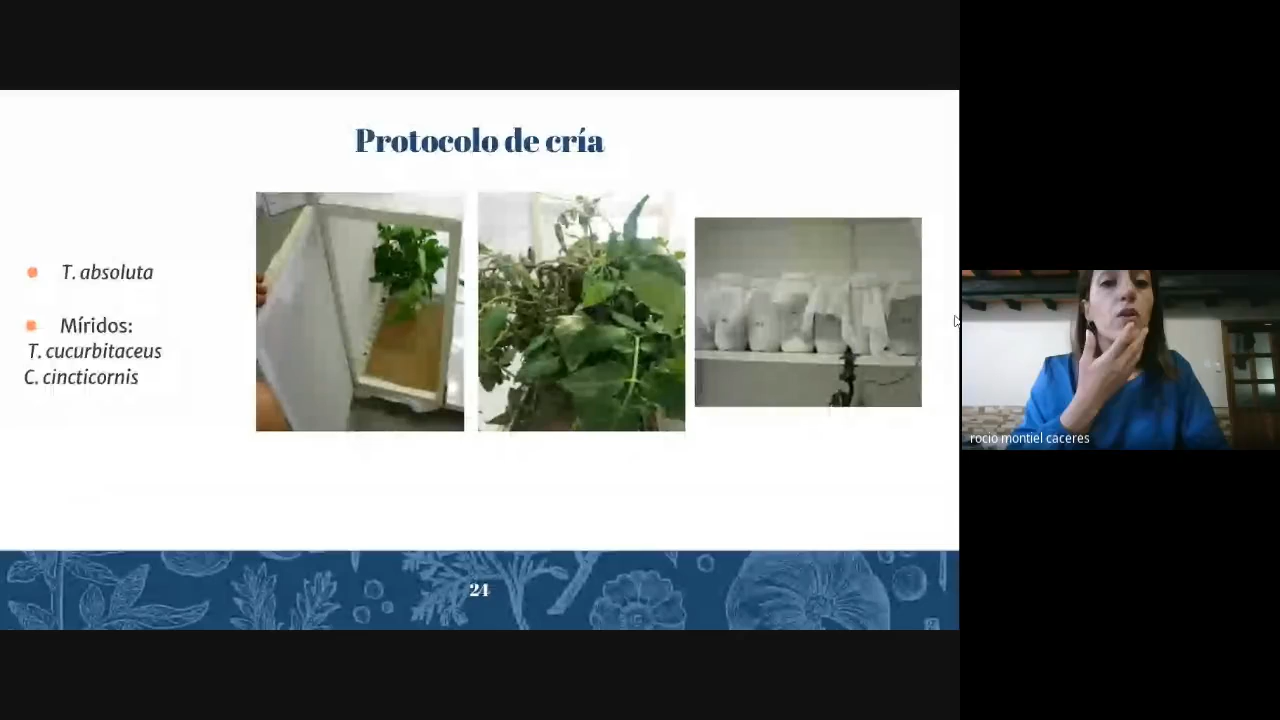 Protocolo de cría
T. absoluta
Míridos:
T. cucurbitaceus
C. cincticornis
24
rocio montiel caceres